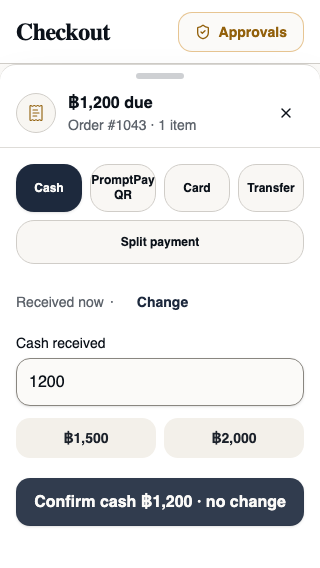 Checkout
Approvals
฿1,200 due
Order #1043 · 1 item
Cash
PromptPay
QR
Card
Transfer
Split payment
Received now ·
Change
Cash received
1200
฿1,500
฿2,000
Confirm cash ฿1,200 · no change